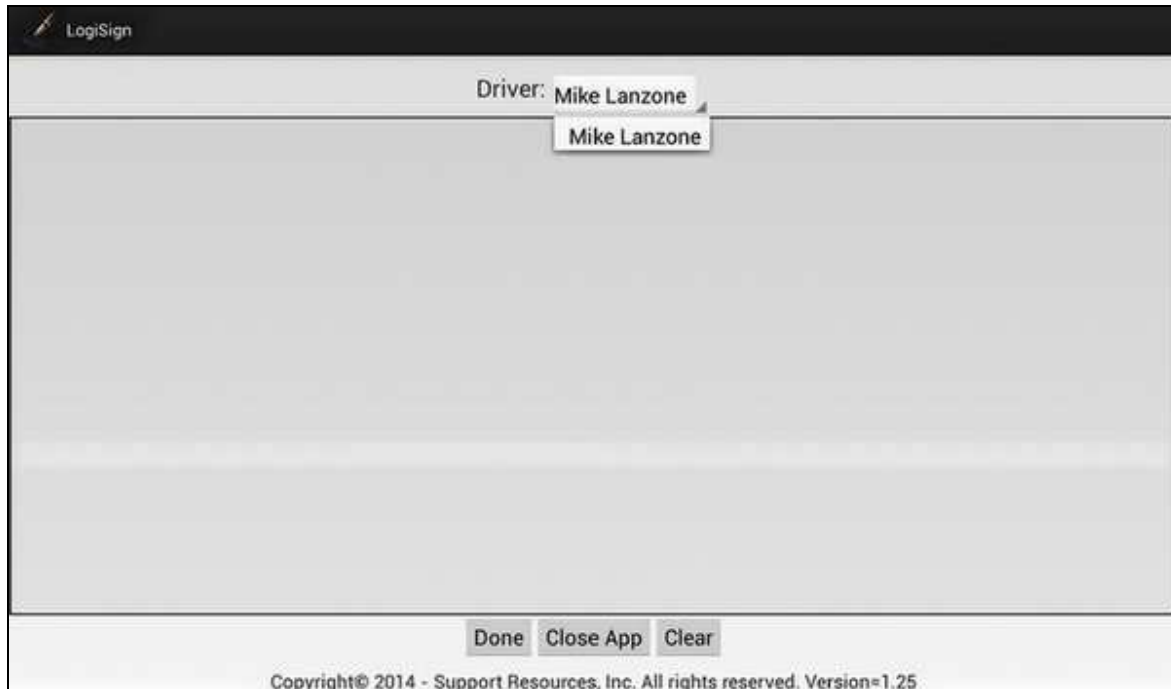 LogiSign
Driver: Mike Lanzone
Mike Lanzone
Done Close App Clear
Copyright© 2014 - Support Resources, Inc. All rights reserved. Version=1.25